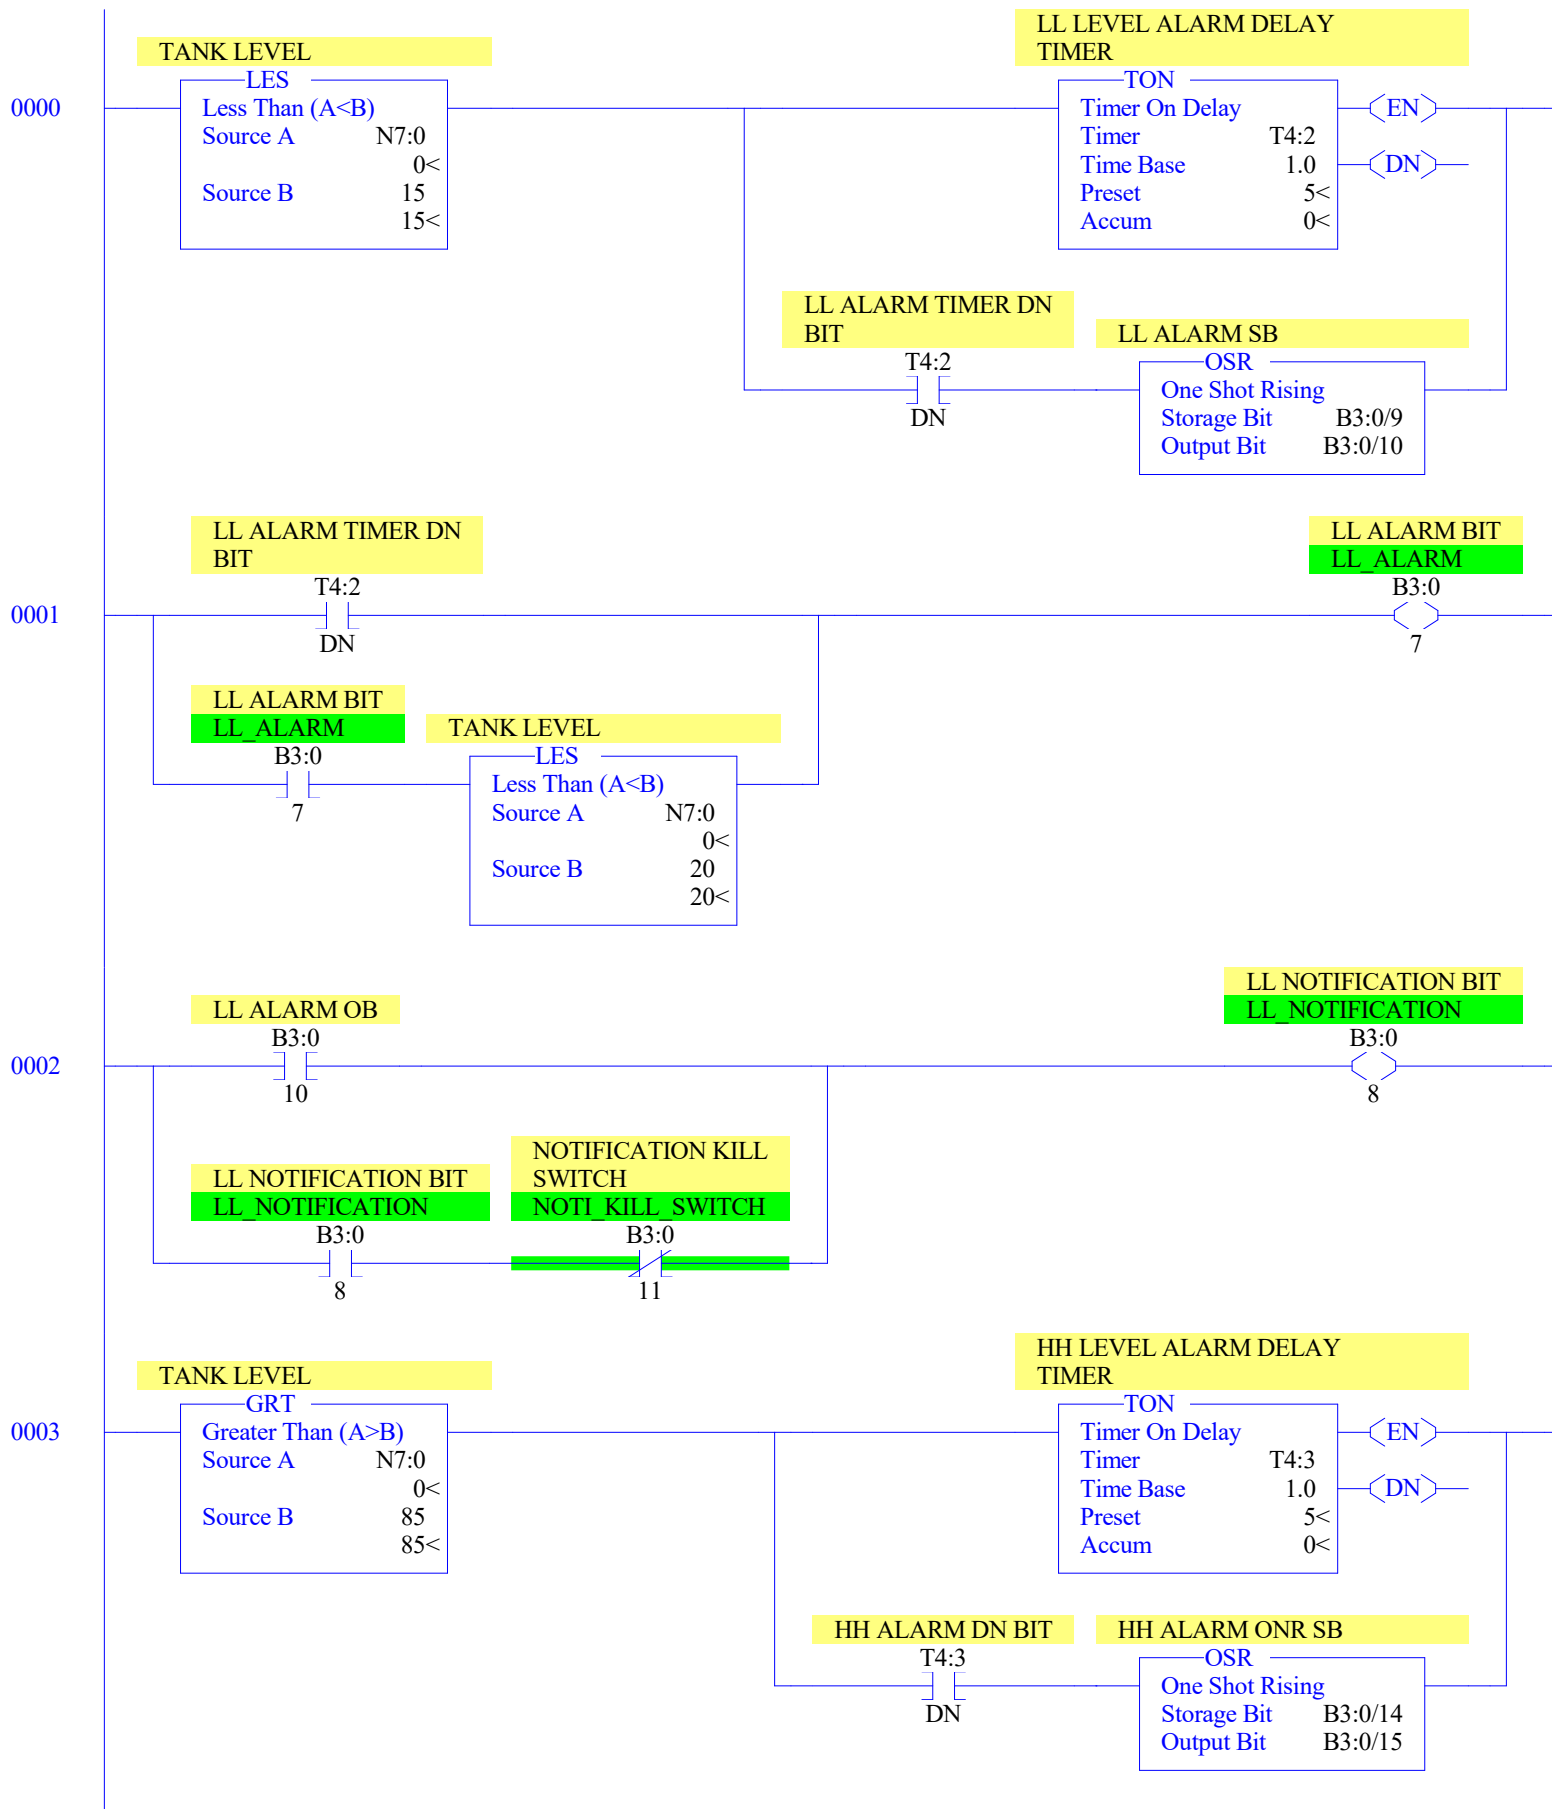 TANK LEVEL
LES
0000
Less Than (A<B)
Source A N7:0
0<
Source B 15
15<
LL LEVEL ALARM DELAY
TIMER
TON
Timer On Delay
Timer T4:2
Time Base 1.0
Preset 5<
Accum 0<
EN
DN
LL ALARM TIMER DN
BIT
T4:2
DN
LL ALARM SB
OSR
One Shot Rising
Storage Bit B3:0/9
Output Bit B3:0/10
LL ALARM TIMER DN
BIT
T4:2
0001
DN
LL ALARM BIT
LL_ALARM
B3:0
7
LL ALARM BIT
LL_ALARM
B3:0
7
TANK LEVEL
LES
Less Than (A<B)
Source A N7:0
0<
Source B 20
20<
LL ALARM OB
B3:0
0002
10
LL NOTIFICATION BIT
LL_NOTIFICATION
B3:0
8
LL NOTIFICATION BIT
LL_NOTIFICATION
B3:0
8
NOTIFICATION KILL
SWITCH
NOTI_KILL_SWITCH
B3:0
11
TANK LEVEL
GRT
0003
Greater Than (A>B)
Source A N7:0
0<
Source B 85
85<
HH LEVEL ALARM DELAY
TIMER
TON
Timer On Delay
Timer T4:3
Time Base 1.0
Preset 5<
Accum 0<
EN
DN
HH ALARM DN BIT
T4:3
DN
HH ALARM ONR SB
OSR
One Shot Rising
Storage Bit B3:0/14
Output Bit B3:0/15